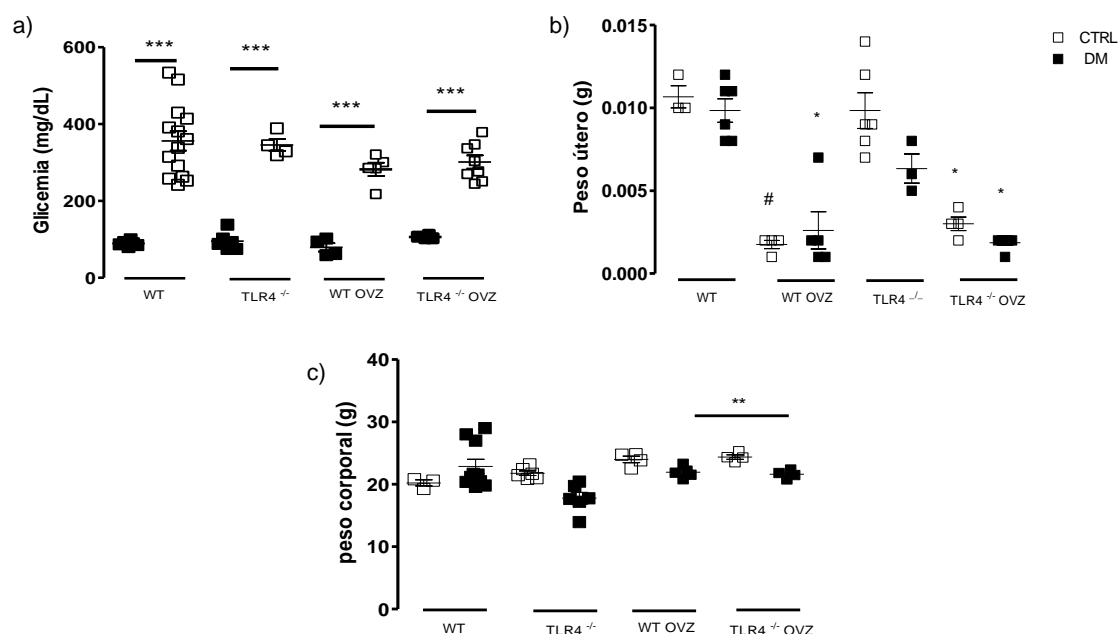 a)
Glicemia (mg/dL)
600
400
200
0
***
***
***
***
WT
TLR4 -/-
WT OVZ
TLR4 -/- OVZ
b)
Peso útero (g)
0.015
0.010
0.005
0.000
#
*
*
*
WT
WT OVZ
TLR4 –/–
TLR4 -/- OVZ
CTRL
DM
c)
peso corporal (g)
40
30
20
10
0
**
WT
TLR4 -/-
WT OVZ
TLR4 -/- OVZ